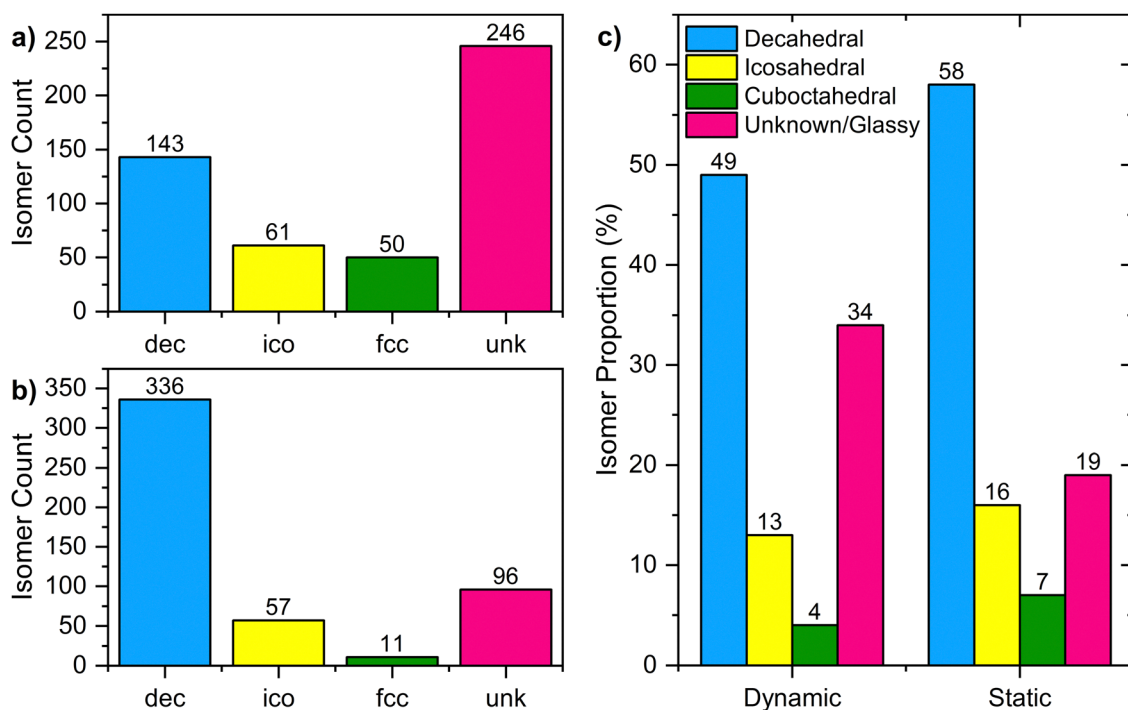 a)
Isomer Count
250
200
150
100
50
0
143
61
50
246
dec ico fcc unk
b)
Isomer Count
350
300
250
200
150
100
50
0
336
57
11
96
dec ico fcc unk
c)
Decahedral
Icosahedral
Cuboctahedral
Unknown/Glassy
Isomer Proportion (%)
60
50
40
30
20
10
0
49
13
4
34
58
16
7
19
Dynamic Static